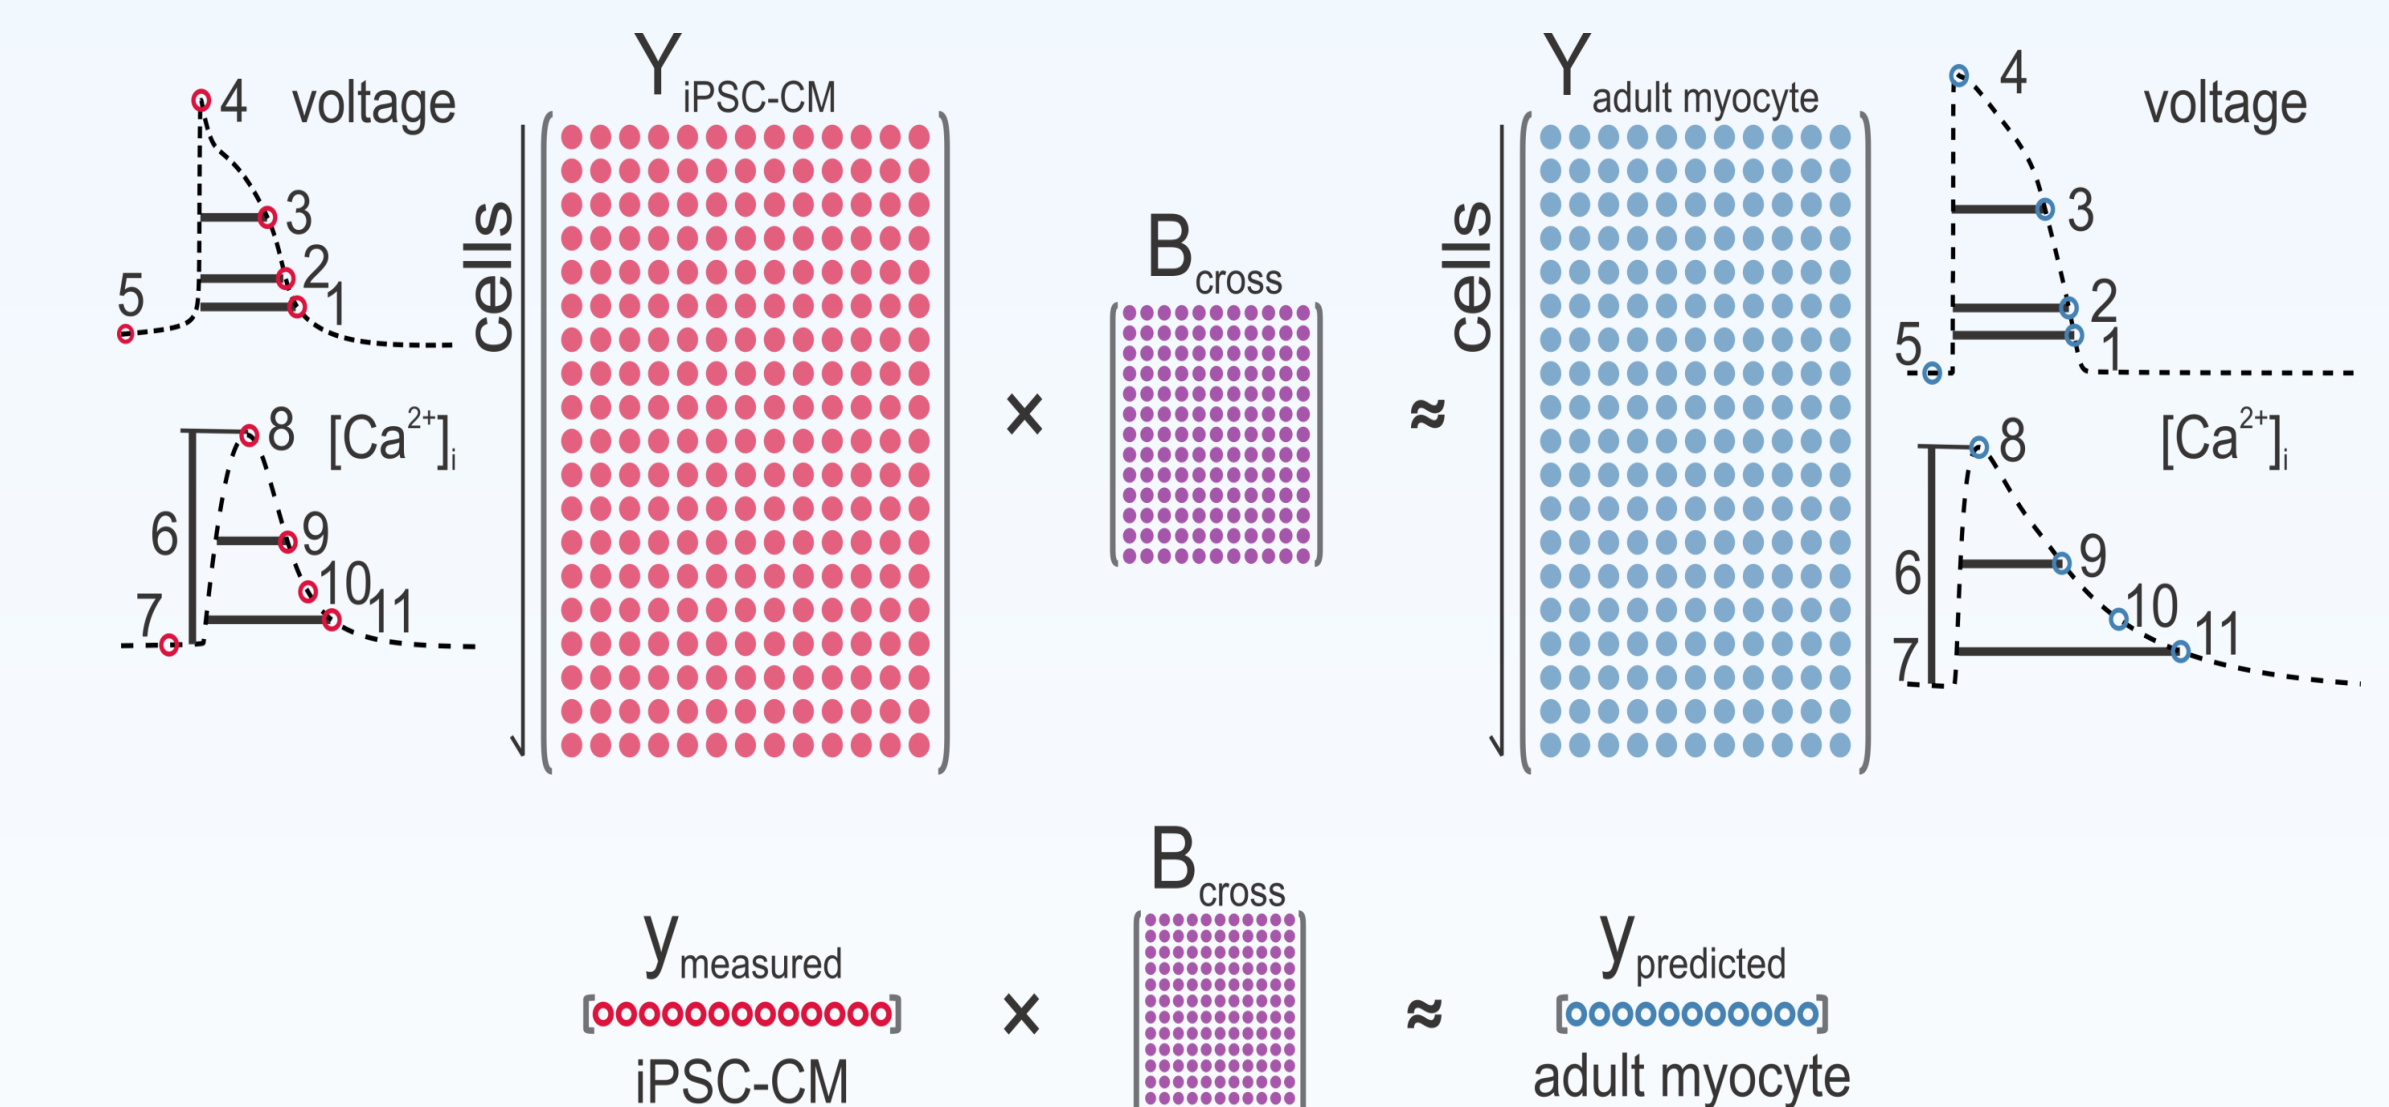 Y iPSC-CM
Y adult myocyte
voltage
4
3
2
1
5
cells
[Ca2+]i
8
6
9
10
11
7
×
B cross
≈
cells
voltage
4
3
2
1
5
[Ca2+]i
8
6
9
10
11
7
B cross
y measured
×
≈
y predicted
iPSC-CM
adult myocyte